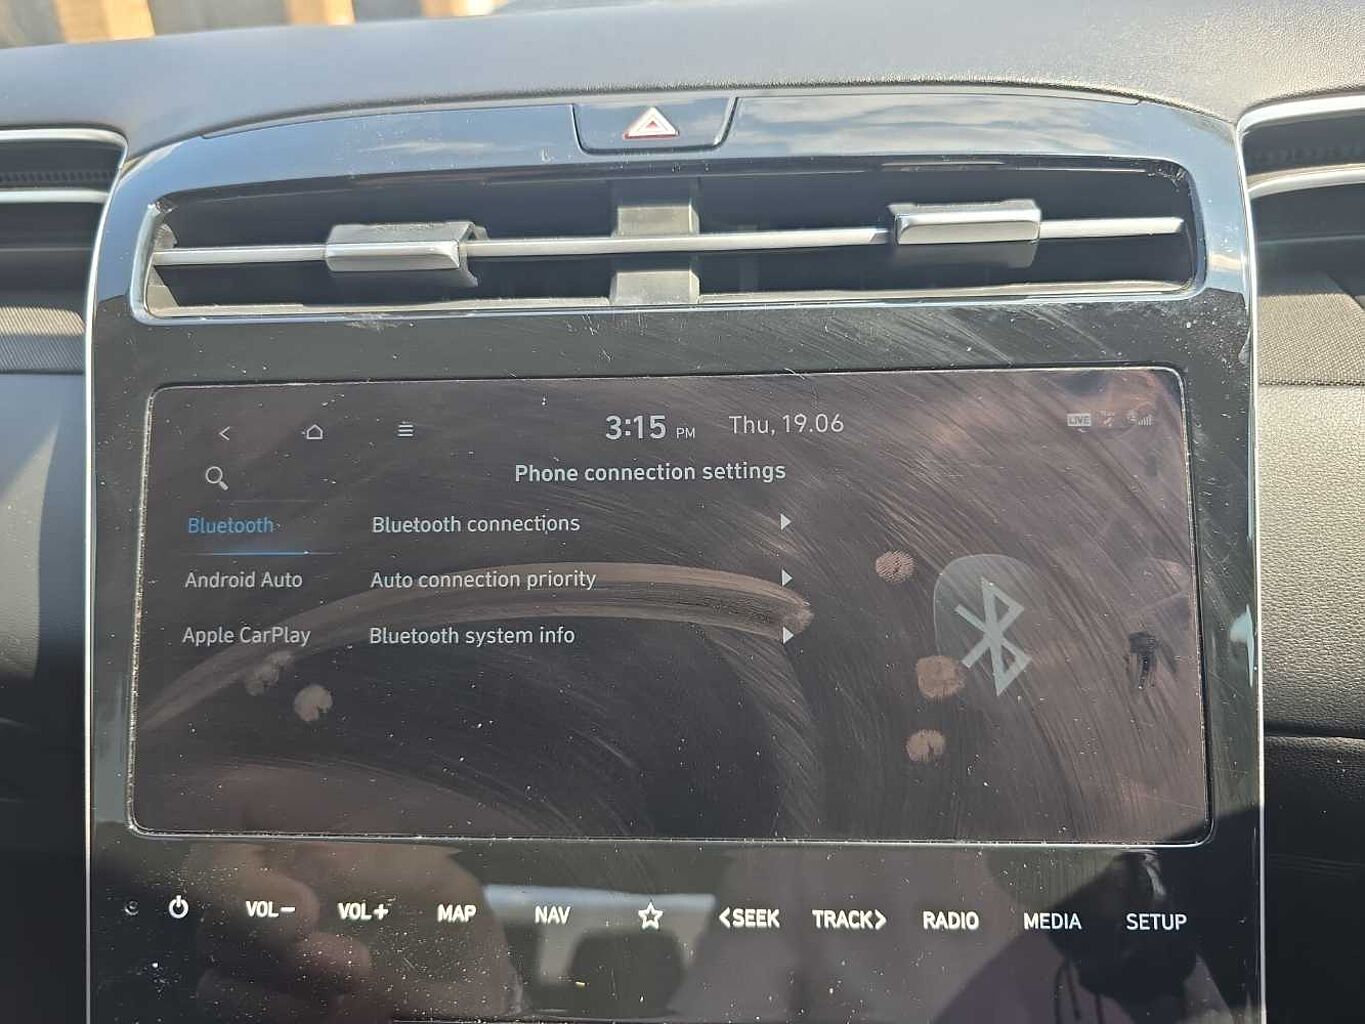 3:15 PM Thu, 19.06 LIVE
Phone connection settings
Bluetooth Bluetooth connections
Android Auto Auto connection priority
Apple CarPlay Bluetooth system info
VOL− VOL+ MAP NAV <SEEK TRACK> RADIO MEDIA SETUP